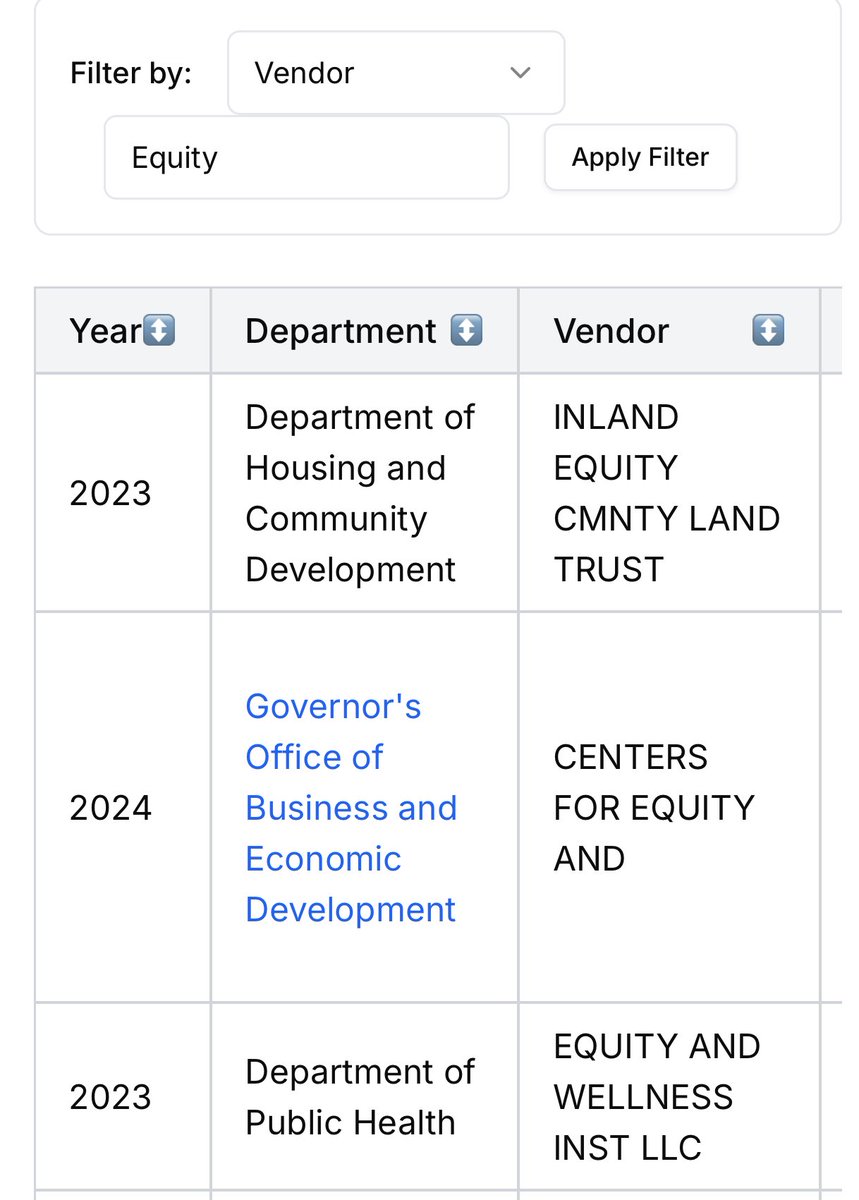 Filter by: Vendor
Equity Apply Filter
Year Department Vendor
2023
Department of
Housing and
Community
Development
INLAND
EQUITY
CMNTY LAND
TRUST
2024
Governor's
Office of
Business and
Economic
Development
CENTERS
FOR EQUITY
AND
2023
Department of
Public Health
EQUITY AND
WELLNESS
INST LLC